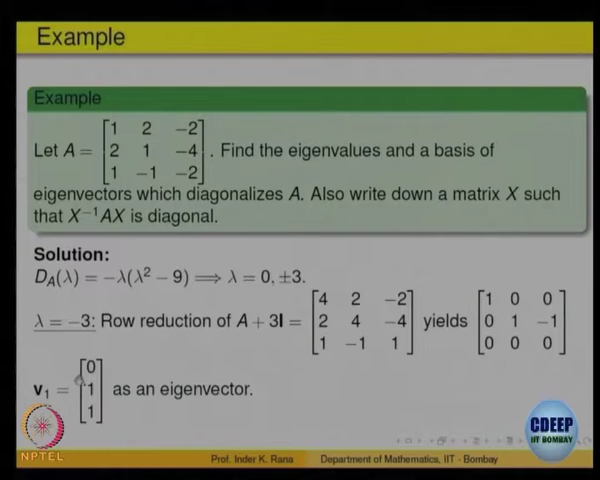 Example
Example
Let A = [1 2 −2; 2 1 −4; 1 −1 −2]. Find the eigenvalues and a basis of
eigenvectors which diagonalizes A. Also write down a matrix X such
that X⁻¹AX is diagonal.
Solution:
D_A(λ) = −λ(λ² − 9) ⟹ λ = 0, ±3.
λ = −3: Row reduction of A + 3I = [4 2 −2; 2 4 −4; 1 −1 1] yields [1 0 0; 0 1 −1; 0 0 0]
v₁ = [0; 1; 1] as an eigenvector.
CDEEP
IIT BOMBAY
NPTEL
Prof. Inder K. Rana Department of Mathematics, IIT - Bombay